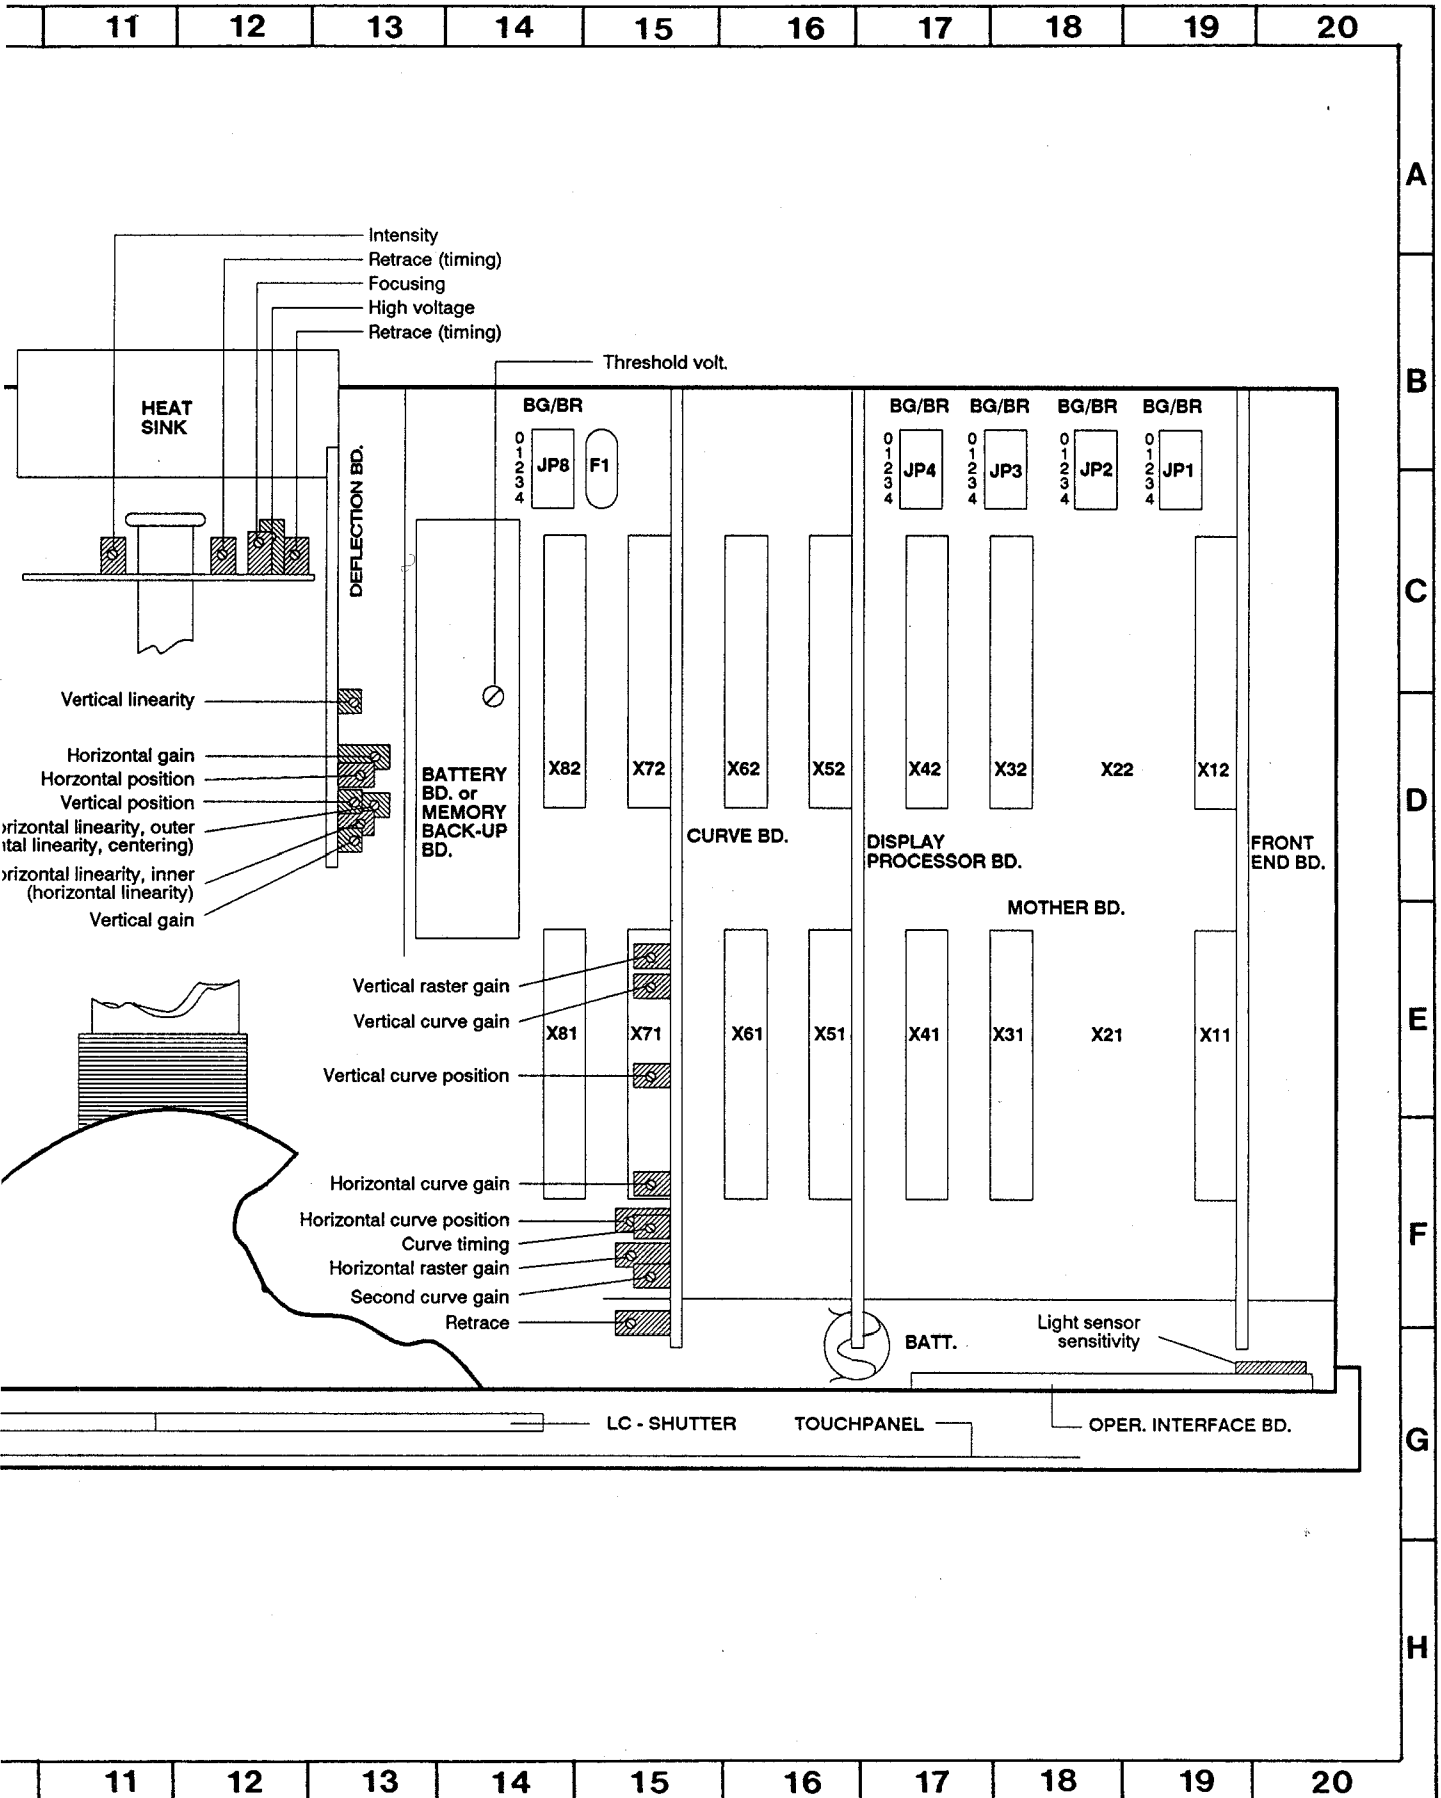 11 12 13 14 15 16 17 18 19 20
A
Intensity
Retrace (timing)
Focusing
High voltage
Retrace (timing)
Threshold volt.
B
HEAT
SINK
BG/BR
BG/BR
BG/BR
BG/BR
BG/BR
DEFLECTION BD.
0
1
2
3
4
JP8
F1
0
1
2
3
4
JP4
0
1
2
3
4
JP3
0
1
2
3
4
JP2
0
1
2
3
4
JP1
C
Vertical linearity
Horizontal gain
Horzontal position
Vertical position
orizontal linearity, outer
ntal linearity, centering)
orizontal linearity, inner
(horizontal linearity)
Vertical gain
BATTERY
BD. or
MEMORY
BACK-UP
BD.
X82
X72
X62
X52
X42
X32
X22
X12
D
CURVE BD.
DISPLAY
PROCESSOR BD.
FRONT
END BD.
MOTHER BD.
Vertical raster gain
Vertical curve gain
X81
X71
X61
X51
X41
X31
X21
X11
E
Vertical curve position
Horizontal curve gain
Horizontal curve position
Curve timing
Horizontal raster gain
Second curve gain
Retrace
F
BATT.
Light sensor
sensitivity
LC - SHUTTER
TOUCHPANEL
OPER. INTERFACE BD.
G
H
11 12 13 14 15 16 17 18 19 20